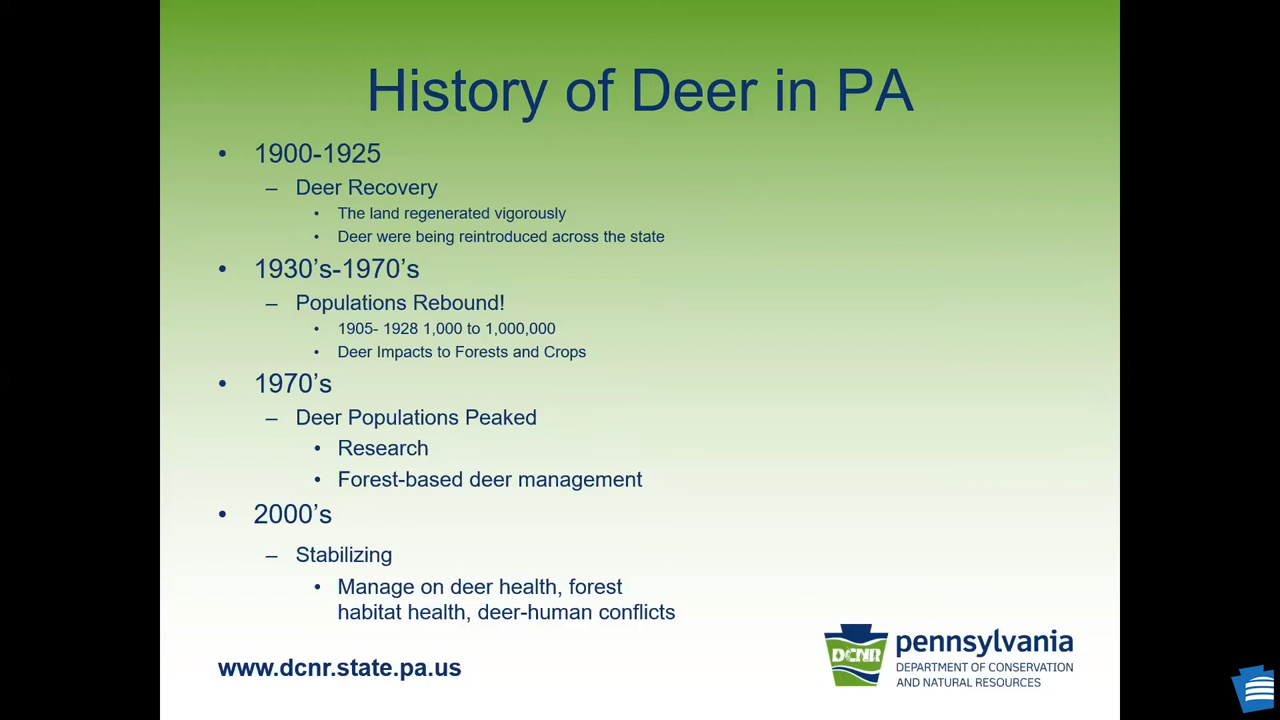 History of Deer in PA
• 1900-1925
– Deer Recovery
• The land regenerated vigorously
• Deer were being reintroduced across the state
• 1930's-1970's
– Populations Rebound!
• 1905- 1928 1,000 to 1,000,000
• Deer Impacts to Forests and Crops
• 1970's
– Deer Populations Peaked
• Research
• Forest-based deer management
• 2000's
– Stabilizing
• Manage on deer health, forest
habitat health, deer-human conflicts
www.dcnr.state.pa.us
DCNR
pennsylvania
DEPARTMENT OF CONSERVATION
AND NATURAL RESOURCES